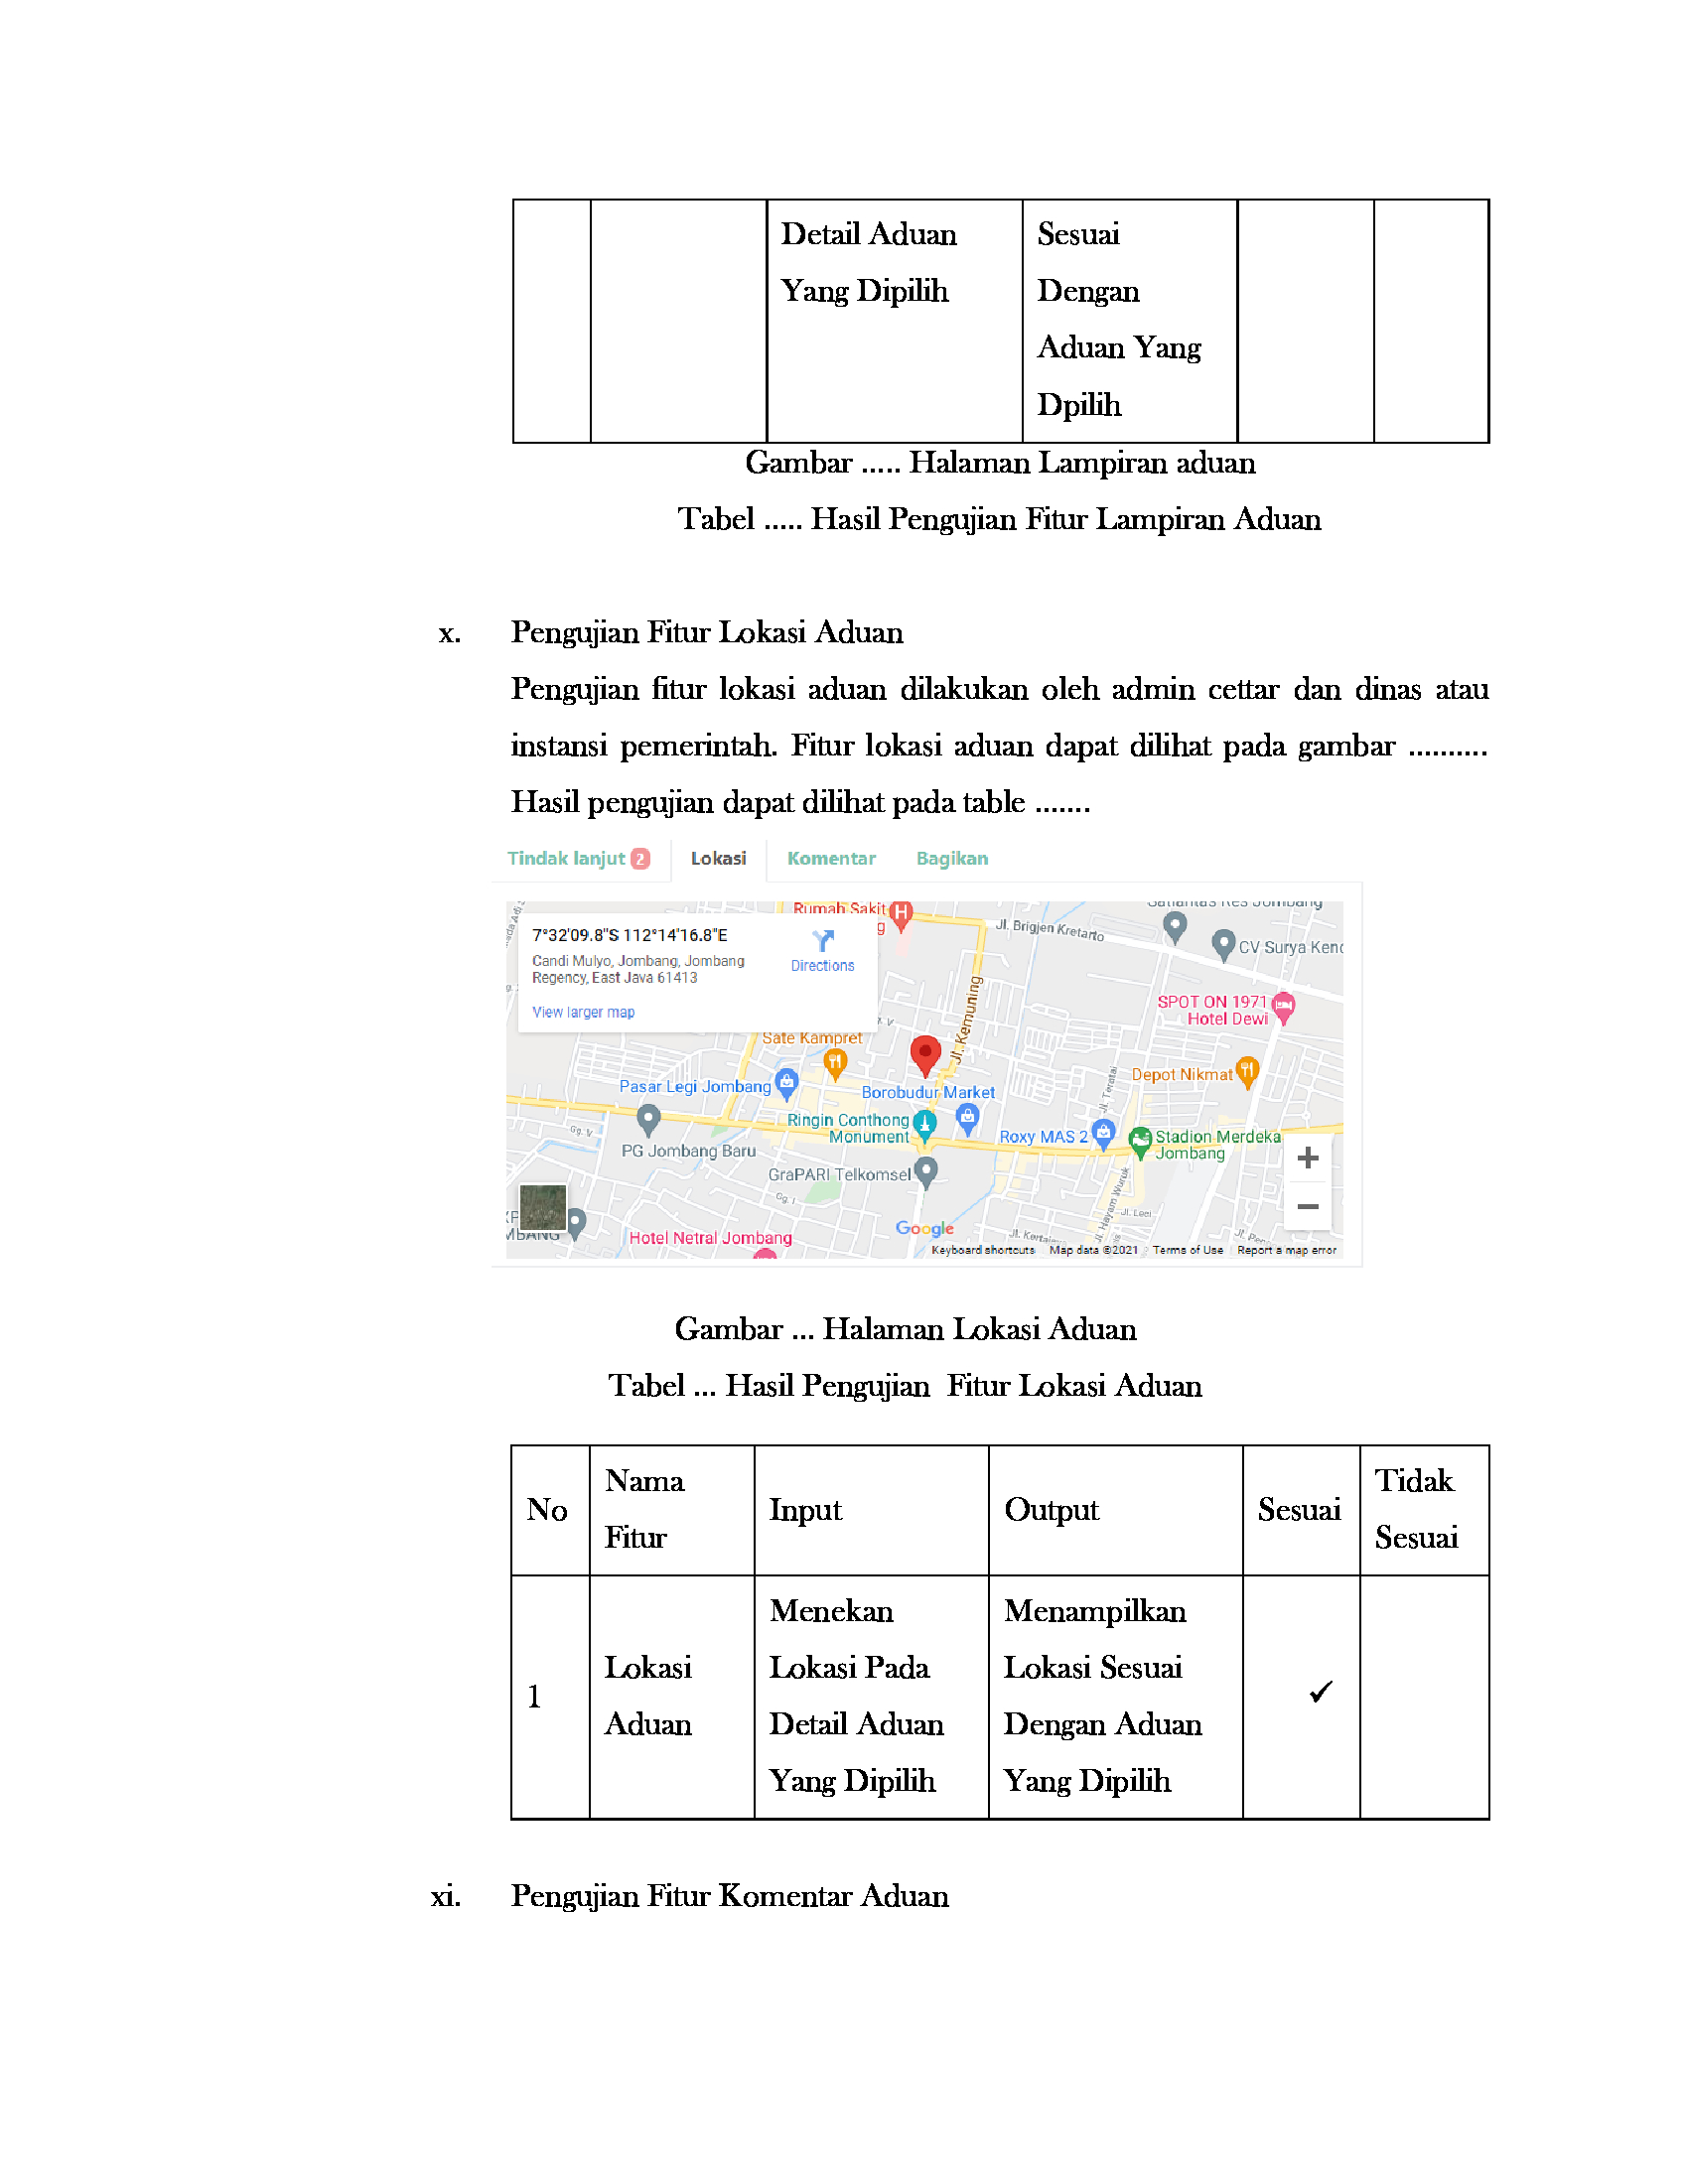 Detail Aduan
Yang Dipilih
Sesuai
Dengan
Aduan Yang
Dpilih
Gambar ..... Halaman Lampiran aduan
Tabel ..... Hasil Pengujian Fitur Lampiran Aduan
x. Pengujian Fitur Lokasi Aduan
Pengujian fitur lokasi aduan dilakukan oleh admin cettar dan dinas atau
instansi pemerintah. Fitur lokasi aduan dapat dilihat pada gambar ..........
Hasil pengujian dapat dilihat pada table .......
Tindak lanjut 2 Lokasi Komentar Bagikan
7°32'09.8"S 112°14'16.8"E
Candi Mulyo, Jombang, Jombang
Regency, East Java 61413
Directions
View larger map
Rumah Sakit
Jl. Brigjen Kretarto
CV Surya Kenc
SPOT ON 1971
Hotel Dewi
Jl. Kemuning
Sate Kampret
Pasar Legi Jombang
Borobudur Market
Depot Nikmat
Jl. Teratai
Ringin Conthong
Monument
Roxy MAS 2
Stadion Merdeka
Jombang
Gg. V
PG Jombang Baru
GraPARI Telkomsel
Gg. I
Jl. Hayam Wuruk
MBANG
Hotel Netral Jombang
Google
Keyboard shortcuts Map data ©2021 Terms of Use Report a map error
Gambar ... Halaman Lokasi Aduan
Tabel ... Hasil Pengujian Fitur Lokasi Aduan
No
Nama
Fitur
Input
Output
Sesuai
Tidak
Sesuai
1
Lokasi
Aduan
Menekan
Lokasi Pada
Detail Aduan
Yang Dipilih
Menampilkan
Lokasi Sesuai
Dengan Aduan
Yang Dipilih
✓
xi. Pengujian Fitur Komentar Aduan